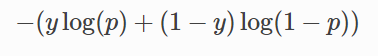 −(y log(p) + (1 − y) log(1 − p))